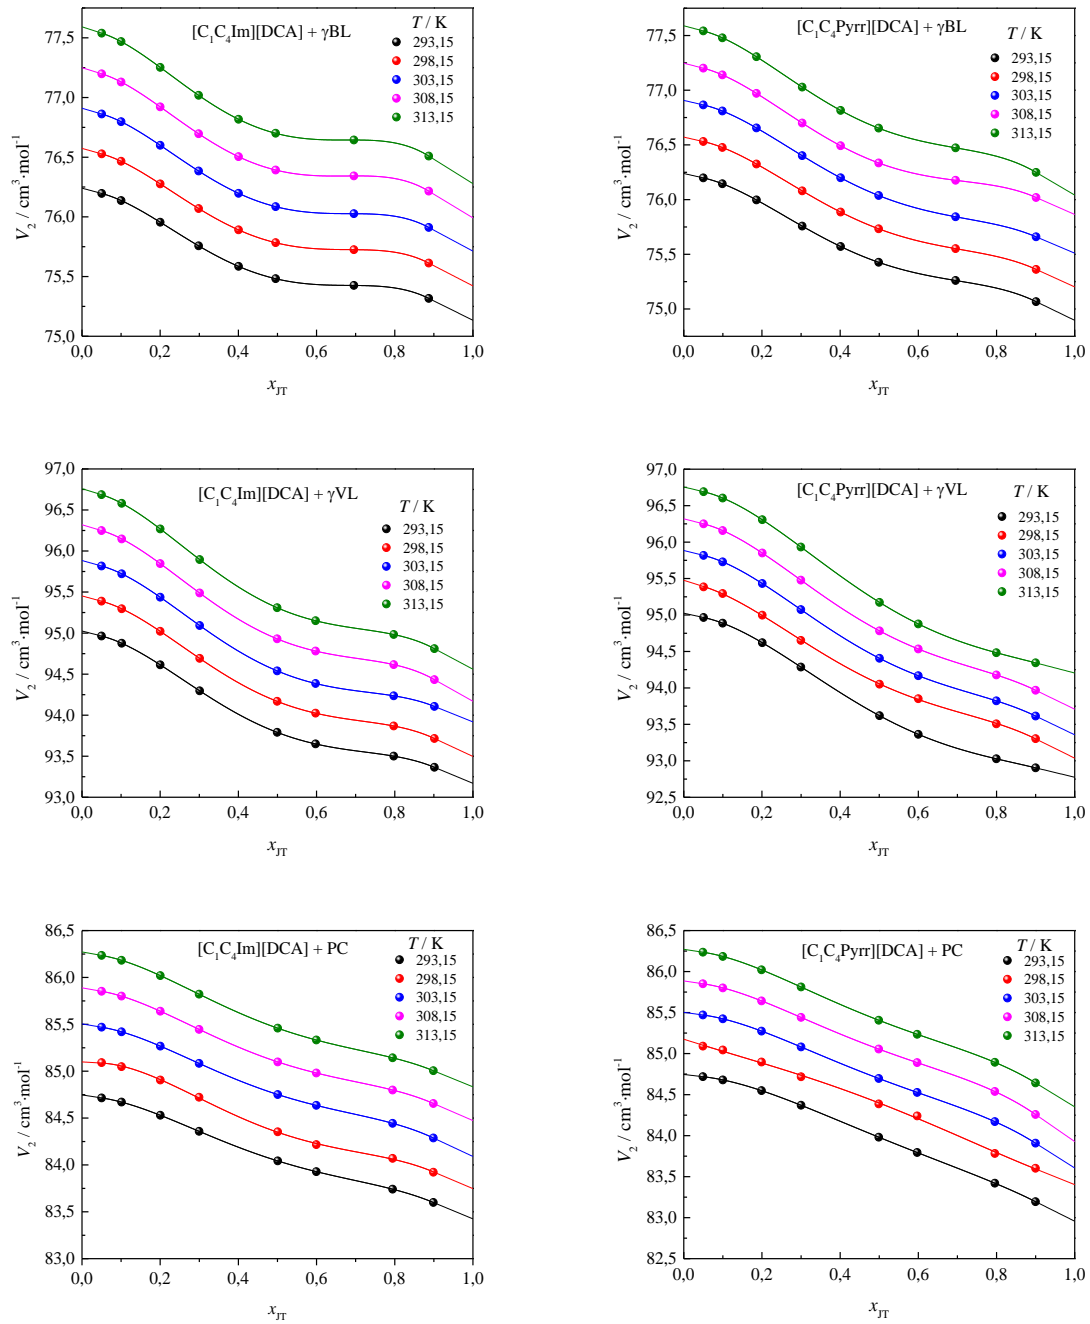 [C₁C₄Im][DCA] + γBL
T / K
293,15
298,15
303,15
308,15
313,15
77,5
77,0
76,5
76,0
75,5
75,0
V₂ / cm³·mol⁻¹
0,0 0,2 0,4 0,6 0,8 1,0
x_JT
[C₁C₄Pyrr][DCA] + γBL
T / K
293,15
298,15
303,15
308,15
313,15
77,5
77,0
76,5
76,0
75,5
75,0
V₂ / cm³·mol⁻¹
0,0 0,2 0,4 0,6 0,8 1,0
x_JT
[C₁C₄Im][DCA] + γVL
T / K
293,15
298,15
303,15
308,15
313,15
97,0
96,5
96,0
95,5
95,0
94,5
94,0
93,5
93,0
V₂ / cm³·mol⁻¹
0,0 0,2 0,4 0,6 0,8 1,0
x_JT
[C₁C₄Pyrr][DCA] + γVL
T / K
293,15
298,15
303,15
308,15
313,15
97,0
96,5
96,0
95,5
95,0
94,5
94,0
93,5
93,0
92,5
V₂ / cm³·mol⁻¹
0,0 0,2 0,4 0,6 0,8 1,0
x_JT
[C₁C₄Im][DCA] + PC
T / K
293,15
298,15
303,15
308,15
313,15
86,5
86,0
85,5
85,0
84,5
84,0
83,5
83,0
V₂ / cm³·mol⁻¹
0,0 0,2 0,4 0,6 0,8 1,0
x_JT
[C₁C₄Pyrr][DCA] + PC
T / K
293,15
298,15
303,15
308,15
313,15
86,5
86,0
85,5
85,0
84,5
84,0
83,5
83,0
82,5
V₂ / cm³·mol⁻¹
0,0 0,2 0,4 0,6 0,8 1,0
x_JT